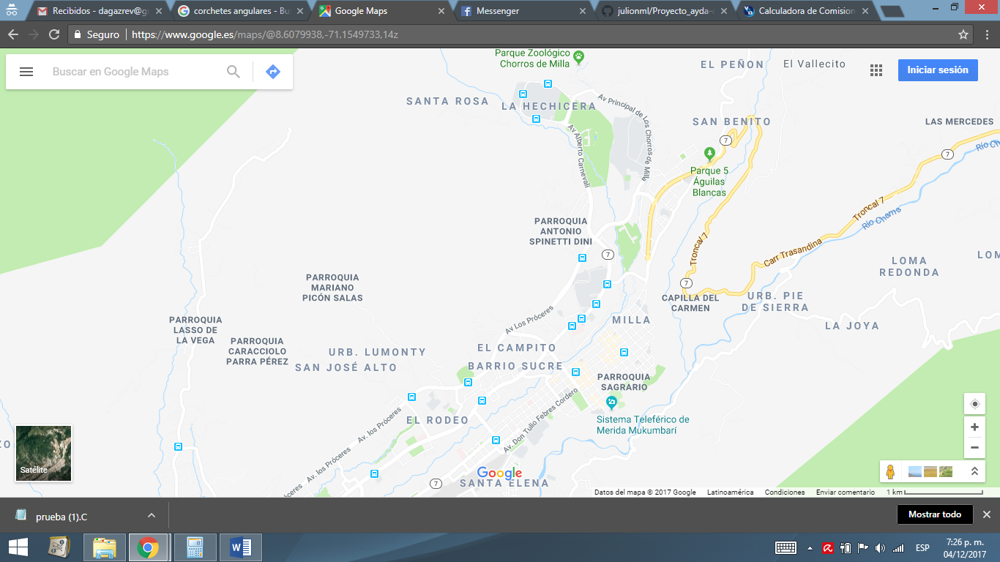 Recibidos - dagazrev@g
corchetes angulares - Bu
Google Maps
Messenger
julionml/Proyecto_ayda-
Calculadora de Comision
Seguro
https://www.google.es/maps/@8.6079938,-71.1549733,14z
Buscar en Google Maps
Iniciar sesión
Parque Zoológico
Chorros de Milla
EL PEÑON
El Vallecito
SANTA ROSA
LA HECHICERA
Av Principal de Los Chorros de Milla
SAN BENITO
LAS MERCEDES
Av Alberto Carnevali
7
7
Río Ch
Parque 5
Águilas
Blancas
Troncal 7
Río Chama
PARROQUIA
ANTONIO
SPINETTI DINI
7
Troncal 7
Carr Trasandina
LOMA
REDONDA
LOM
PARROQUIA
MARIANO
PICÓN SALAS
7
CAPILLA DEL
CARMEN
URB. PIE
DE SIERRA
LA JOYA
PARROQUIA
LASSO DE
LA VEGA
Av Los Próceres
MILLA
PARROQUIA
CARACCIOLO
PARRA PÉREZ
URB. LUMONTY
SAN JOSÉ ALTO
EL CAMPITO
BARRIO SUCRE
PARROQUIA
SAGRARIO
Sistema Teleférico de
Merida Mukumbarí
EL RODEO
Av. los Próceres
Av. Don Tulio Febres Cordero
Av. los Próceres
óceres
ZO
Satélite
Google
7
SANTA ELENA
Datos del mapa © 2017 Google
Latinoamérica
Condiciones
Enviar comentario
1 km
prueba (1).C
Mostrar todo
ESP
7:26 p. m.
04/12/2017